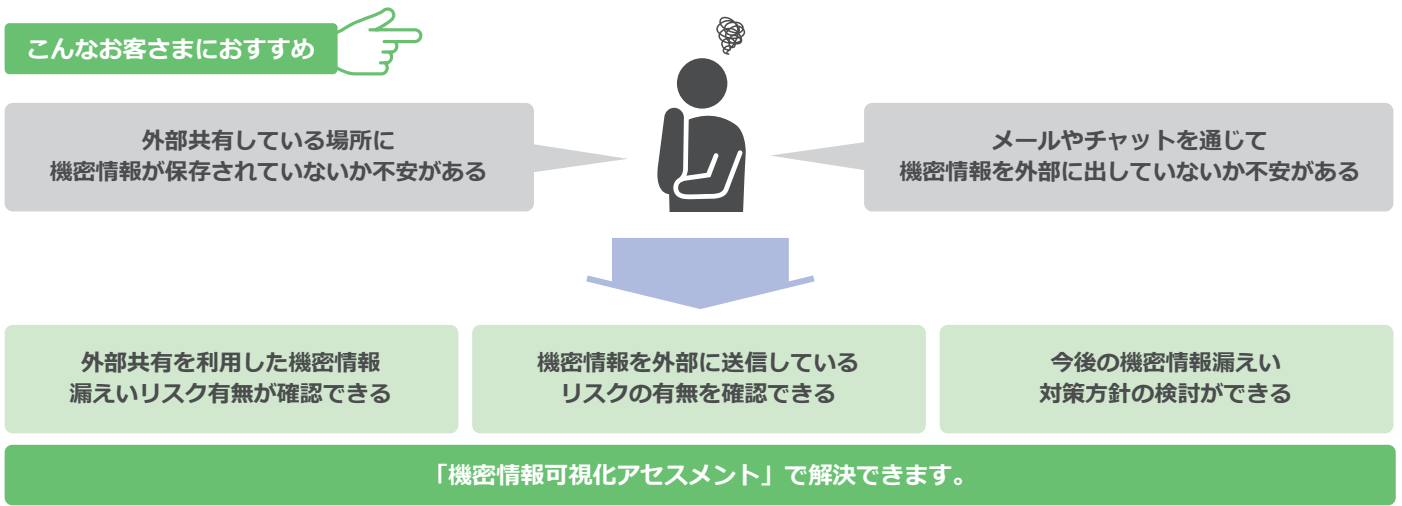 こんなお客さまにおすすめ
外部共有している場所に
機密情報が保存されていないか不安がある
メールやチャットを通じて
機密情報を外部に出していないか不安がある
外部共有を利用した機密情報
漏えいリスク有無が確認できる
機密情報を外部に送信している
リスクの有無を確認できる
今後の機密情報漏えい
対策方針の検討ができる
「機密情報可視化アセスメント」で解決できます。